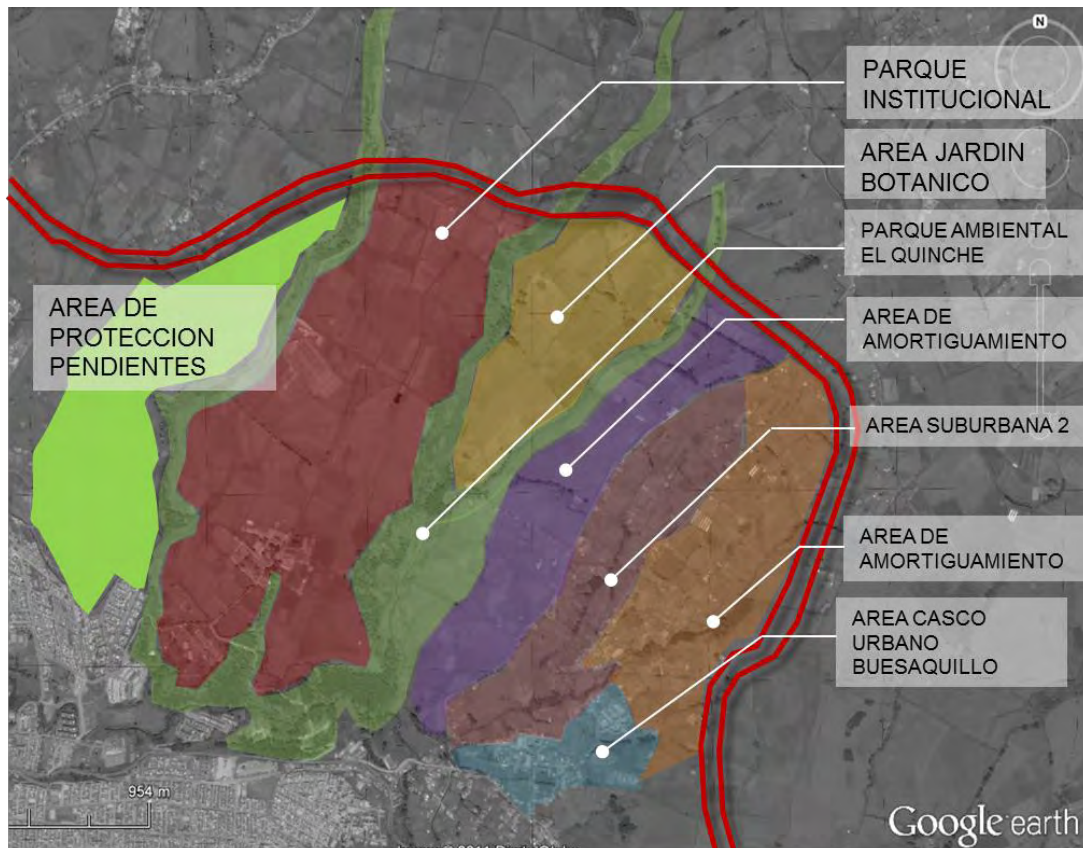 N
PARQUE
INSTITUCIONAL
AREA JARDIN
BOTANICO
PARQUE AMBIENTAL
EL QUINCHE
AREA DE
PROTECCION
PENDIENTES
AREA DE
AMORTIGUAMIENTO
AREA SUBURBANA 2
AREA DE
AMORTIGUAMIENTO
AREA CASCO
URBANO
BUESAQUILLO
954 m
Google earth